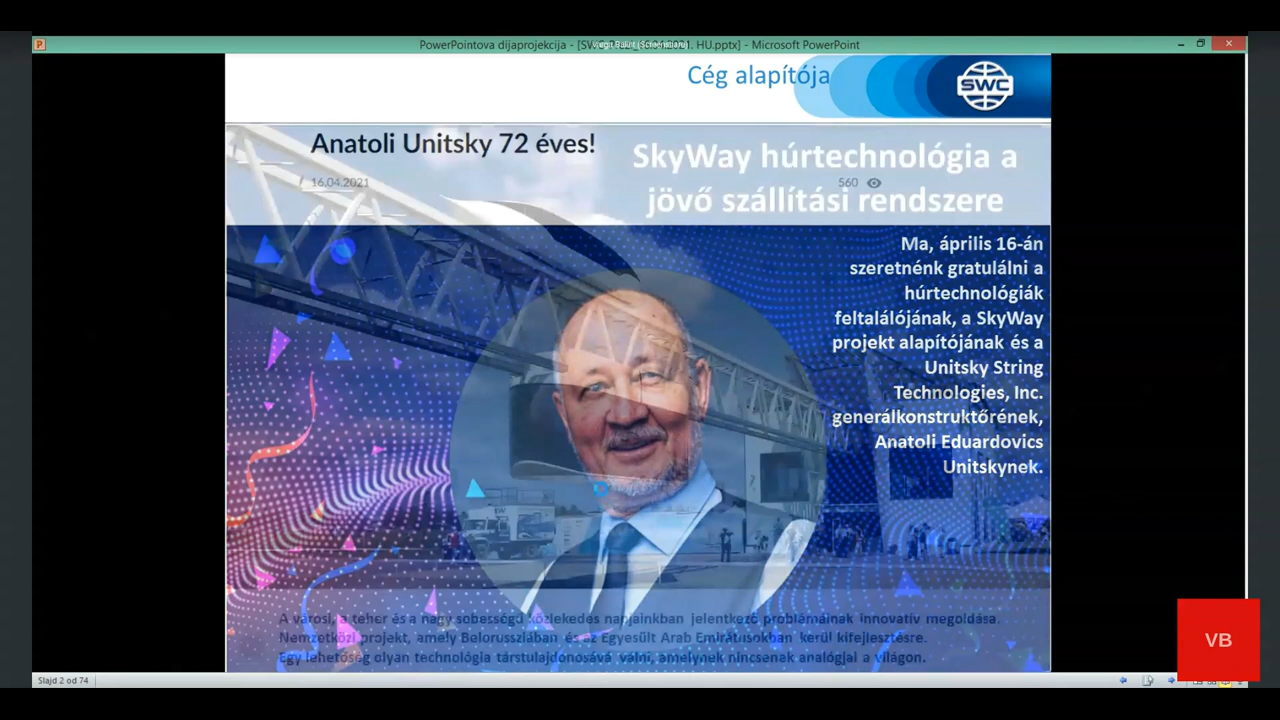 PowerPointova dijaprojekcija - [SWC HU.pptx] - Microsoft PowerPoint
Cég alapítója
SWC
Anatoli Unitsky 72 éves!
16.04.2021
560
SkyWay húrtechnológia a
jövő szállítási rendszere
Ma, április 16-án
szeretnénk gratulálni a
húrtechnológiák
feltalálójának, a SkyWay
projekt alapítójának és a
Unitsky String
Technologies, Inc.
generálkonstruktőrének,
Anatoli Eduardovics
Unitskynek.
A városi, a teher és a nagy sobességű közlekedés napjainkban jelentkező problémáinak innovatív megoldása.
Nemzetközi projekt, amely Belorussziában és az Egyesült Arab Emirátusokban kerül kifejlesztésre.
Egy lehetőség olyan technológia társtulajdonosává válni, amelynek nincsenek analógjai a világon.
VB
Slajd 2 od 74